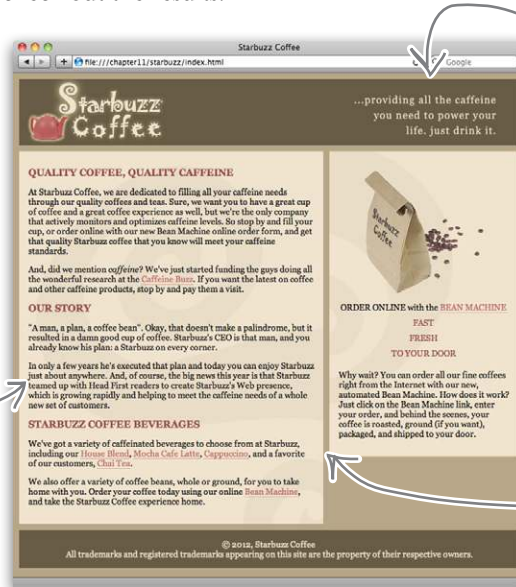 Starbuzz Coffee
file:///chapter11/starbuzz/index.html
Google
Starbuzz
Coffee
...providing all the caffeine
you need to power your
life. just drink it.
QUALITY COFFEE, QUALITY CAFFEINE
At Starbuzz Coffee, we are dedicated to filling all your caffeine needs
through our quality coffees and teas. Sure, we want you to have a great cup
of coffee and a great coffee experience as well, but we're the only company
that actively monitors and optimizes caffeine levels. So stop by and fill your
cup, or order online with our new Bean Machine online order form, and get
that quality Starbuzz coffee that you know will meet your caffeine
standards.
And, did we mention caffeine? We've just started funding the guys doing all
the wonderful research at the Caffeine Buzz. If you want the latest on coffee
and other caffeine products, stop by and pay them a visit.
OUR STORY
"A man, a plan, a coffee bean". Okay, that doesn't make a palindrome, but it
resulted in a damn good cup of coffee. Starbuzz's CEO is that man, and you
already know his plan: a Starbuzz on every corner.
In only a few years he's executed that plan and today you can enjoy Starbuzz
just about anywhere. And, of course, the big news this year is that Starbuzz
teamed up with Head First readers to create Starbuzz's Web presence,
which is growing rapidly and helping to meet the caffeine needs of a whole
new set of customers.
STARBUZZ COFFEE BEVERAGES
We've got a variety of caffeinated beverages to choose from at Starbuzz,
including our House Blend, Mocha Cafe Latte, Cappuccino, and a favorite
of our customers, Chai Tea.
We also offer a variety of coffee beans, whole or ground, for you to take
home with you. Order your coffee today using our online Bean Machine,
and take the Starbuzz Coffee experience home.
Starbuzz
Coffee
ORDER ONLINE with the BEAN MACHINE
FAST
FRESH
TO YOUR DOOR
Why wait? You can order all our fine coffees
right from the Internet with our new,
automated Bean Machine. How does it work?
Just click on the Bean Machine link, enter
your order, and behind the scenes, your
coffee is roasted, ground (if you want),
packaged, and shipped to your door.
© 2012, Starbuzz Coffee
All trademarks and registered trademarks appearing on this site are the property of their respective owners.